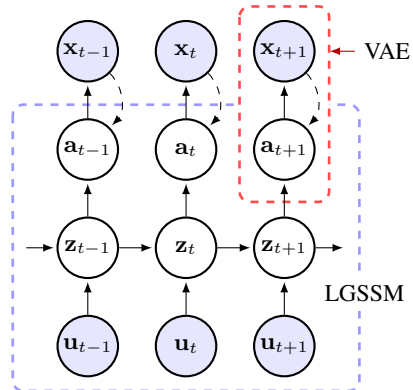 x_{t−1} x_t x_{t+1} VAE
a_{t−1} a_t a_{t+1}
z_{t−1} z_t z_{t+1}
LGSSM
u_{t−1} u_t u_{t+1}